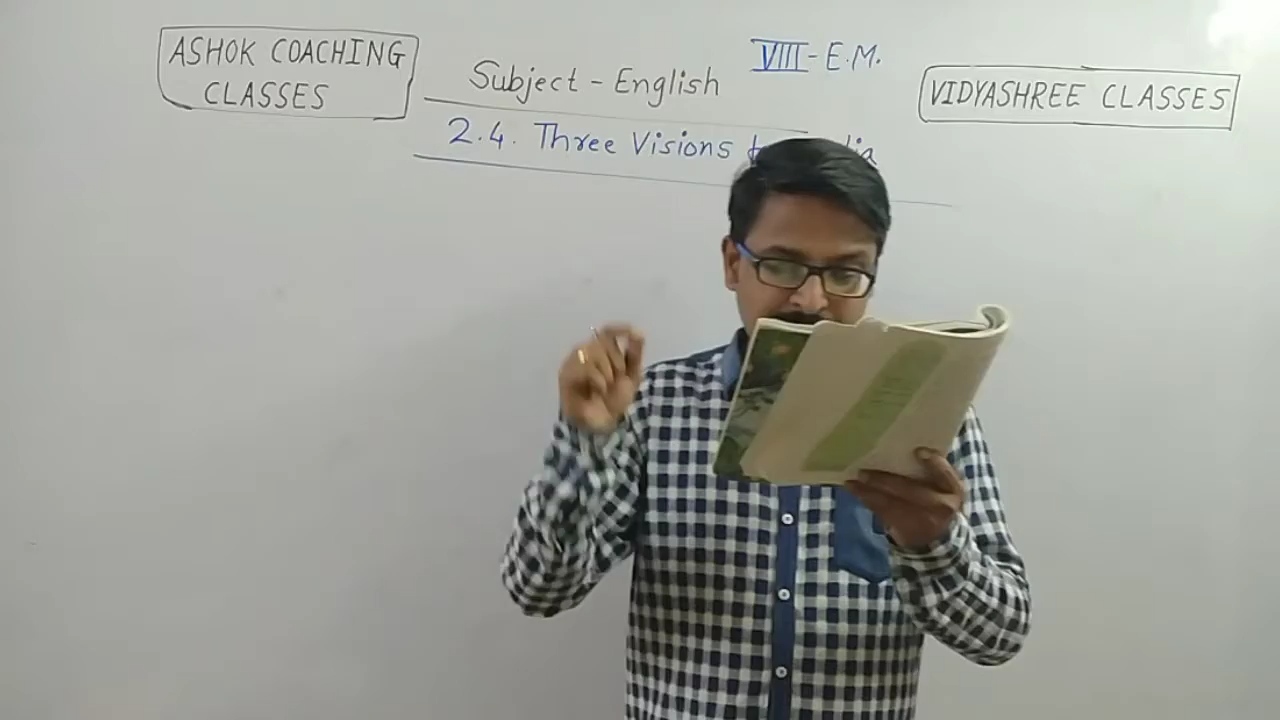 ASHOK COACHING
CLASSES
Subject - English
VIII - E.M.
VIDYASHREE CLASSES
2.4. Three Visions